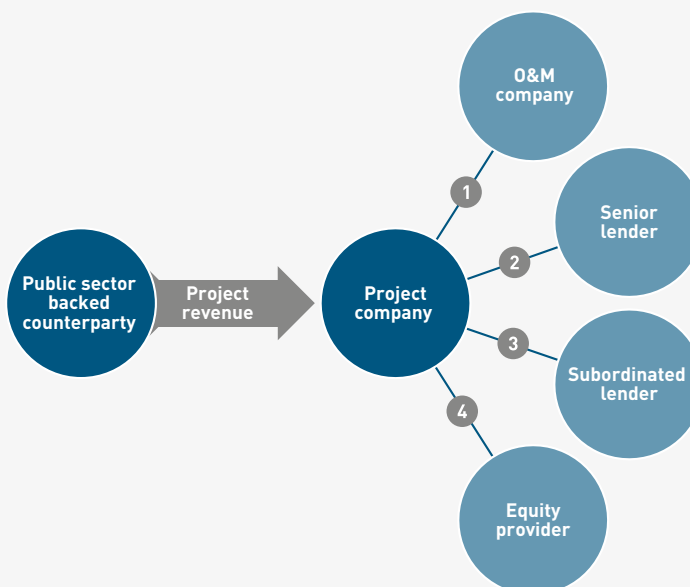 O&M
company
1
Senior
lender
2
Public sector
backed
counterparty
Project
revenue
Project
company
3
Subordinated
lender
4
Equity
provider